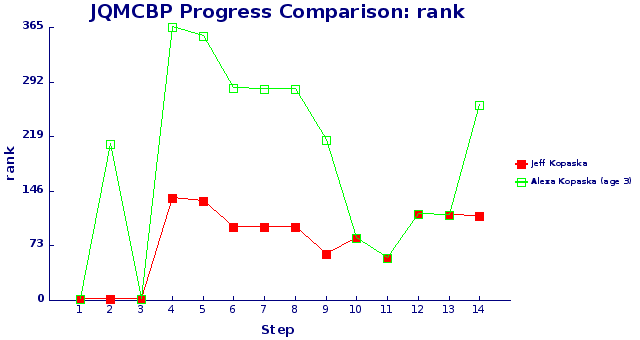 JQMCBP Progress Comparison: rank
365
292
219
146
73
0
rank
1 2 3 4 5 6 7 8 9 10 11 12 13 14
Step
Jeff Kopaska
Alexa Kopaska (age 3)